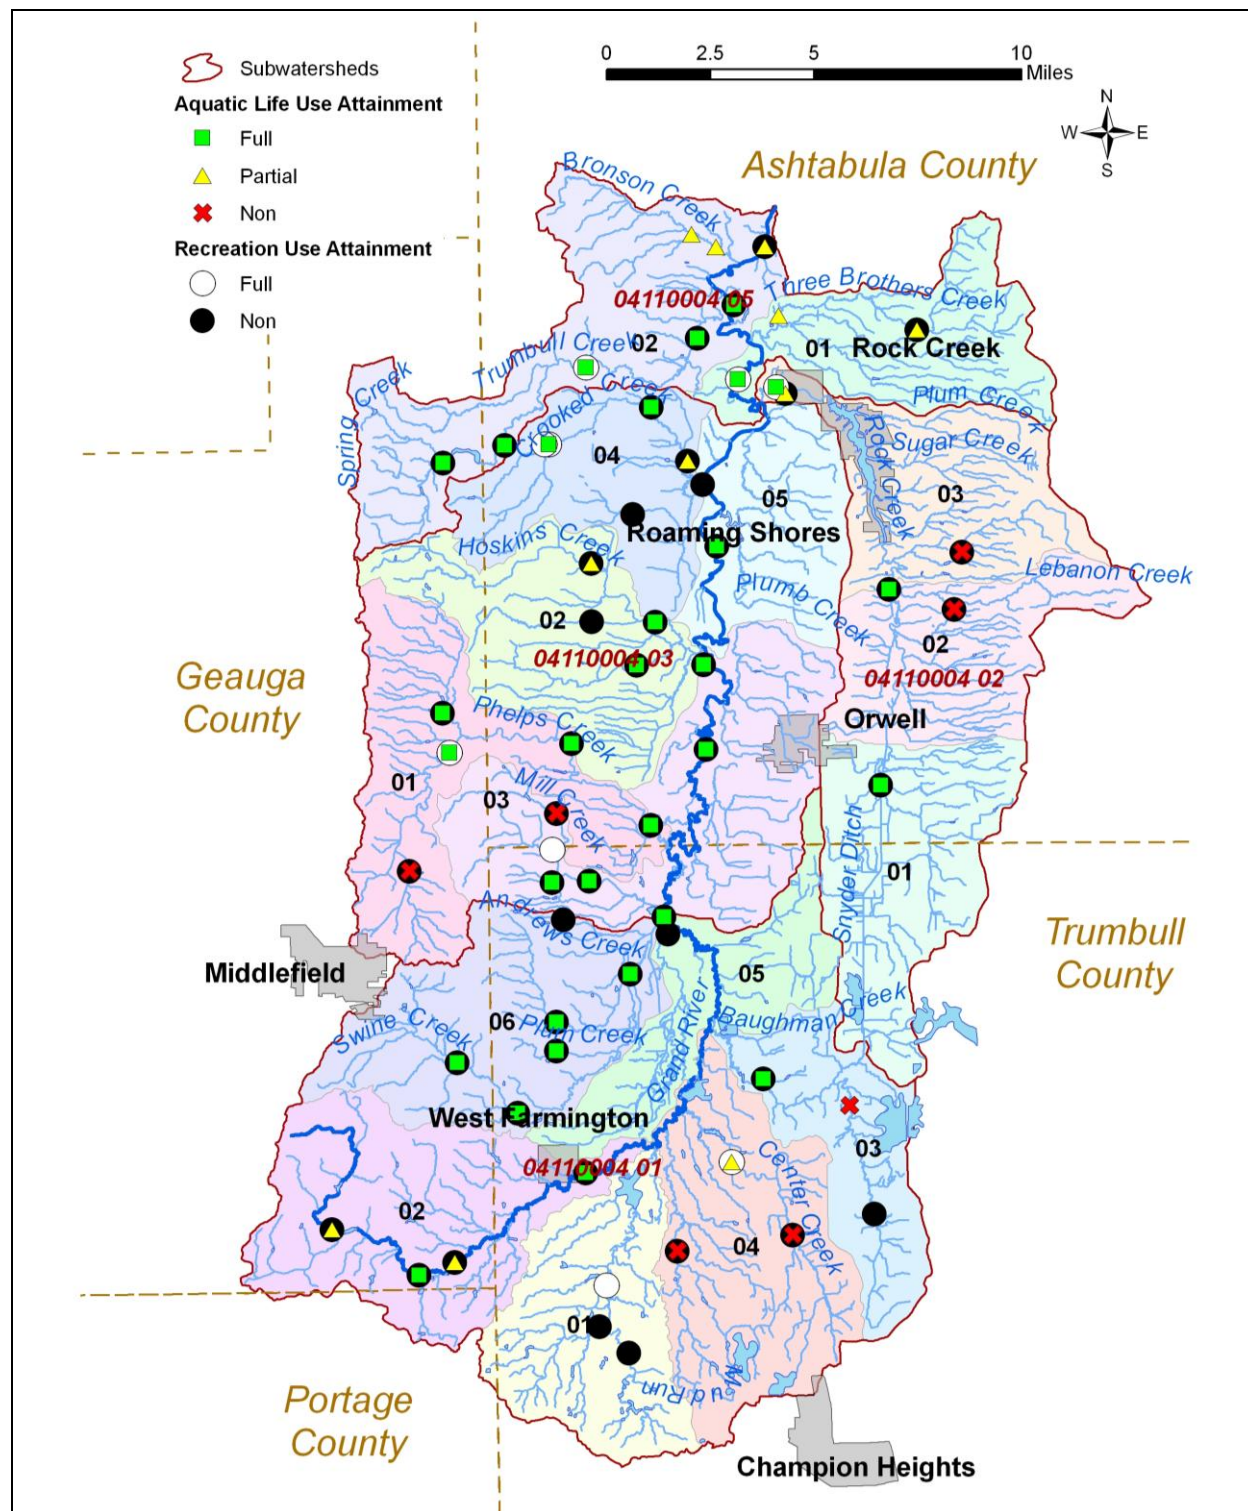 0 2.5 5 10
Miles
Subwatersheds
Aquatic Life Use Attainment
Full
Partial
Non
Recreation Use Attainment
Full
Non
N
W E
S
Ashtabula County
Bronson Creek
Three Brothers Creek
04110004 05
02
01
Rock Creek
Trumbull Creek
Plum Creek
Spring Creek
Crooked Creek
Rock Creek
Sugar Creek
04
05
03
Roaming Shores
Hoskins Creek
Lebanon Creek
Plumb Creek
02
02
04110004 03
04110004 02
Geauga
County
Phelps Creek
Orwell
01
03
Mill Creek
Snyder Ditch
01
Andrews Creek
Trumbull
County
Middlefield
05
Grand River
Baughman Creek
Swine Creek
06
Plum Creek
West Farmington
04110004 01
Center Creek
03
02
04
01
Mud Run
Portage
County
Champion Heights